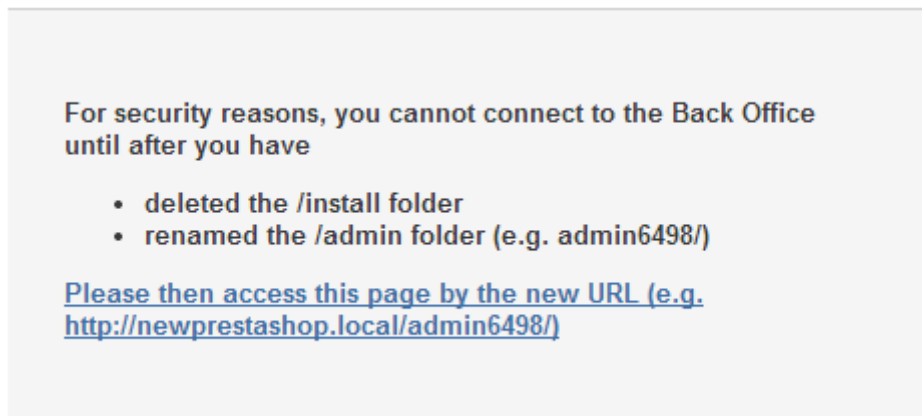 For security reasons, you cannot connect to the Back Office
until after you have
• deleted the /install folder
• renamed the /admin folder (e.g. admin6498/)
Please then access this page by the new URL (e.g.
http://newprestashop.local/admin6498/)